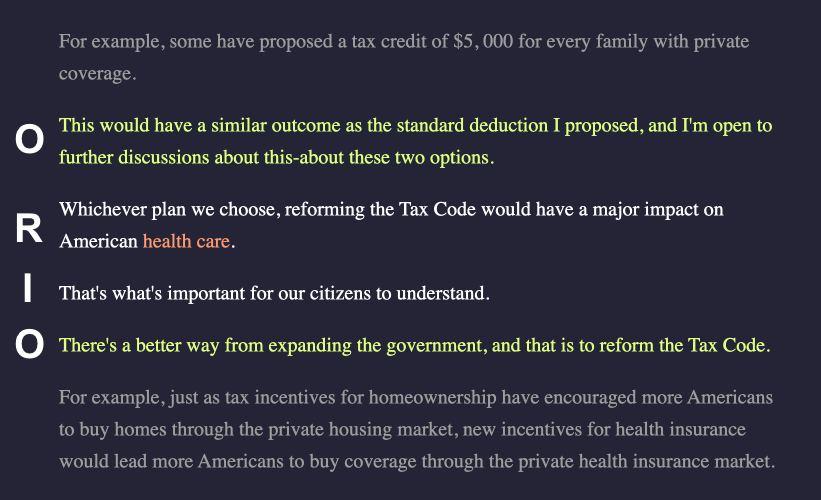 For example, some have proposed a tax credit of $5, 000 for every family with private
coverage.
O
This would have a similar outcome as the standard deduction I proposed, and I'm open to
further discussions about this-about these two options.
R
Whichever plan we choose, reforming the Tax Code would have a major impact on
American health care.
I
That's what's important for our citizens to understand.
O
There's a better way from expanding the government, and that is to reform the Tax Code.
For example, just as tax incentives for homeownership have encouraged more Americans
to buy homes through the private housing market, new incentives for health insurance
would lead more Americans to buy coverage through the private health insurance market.